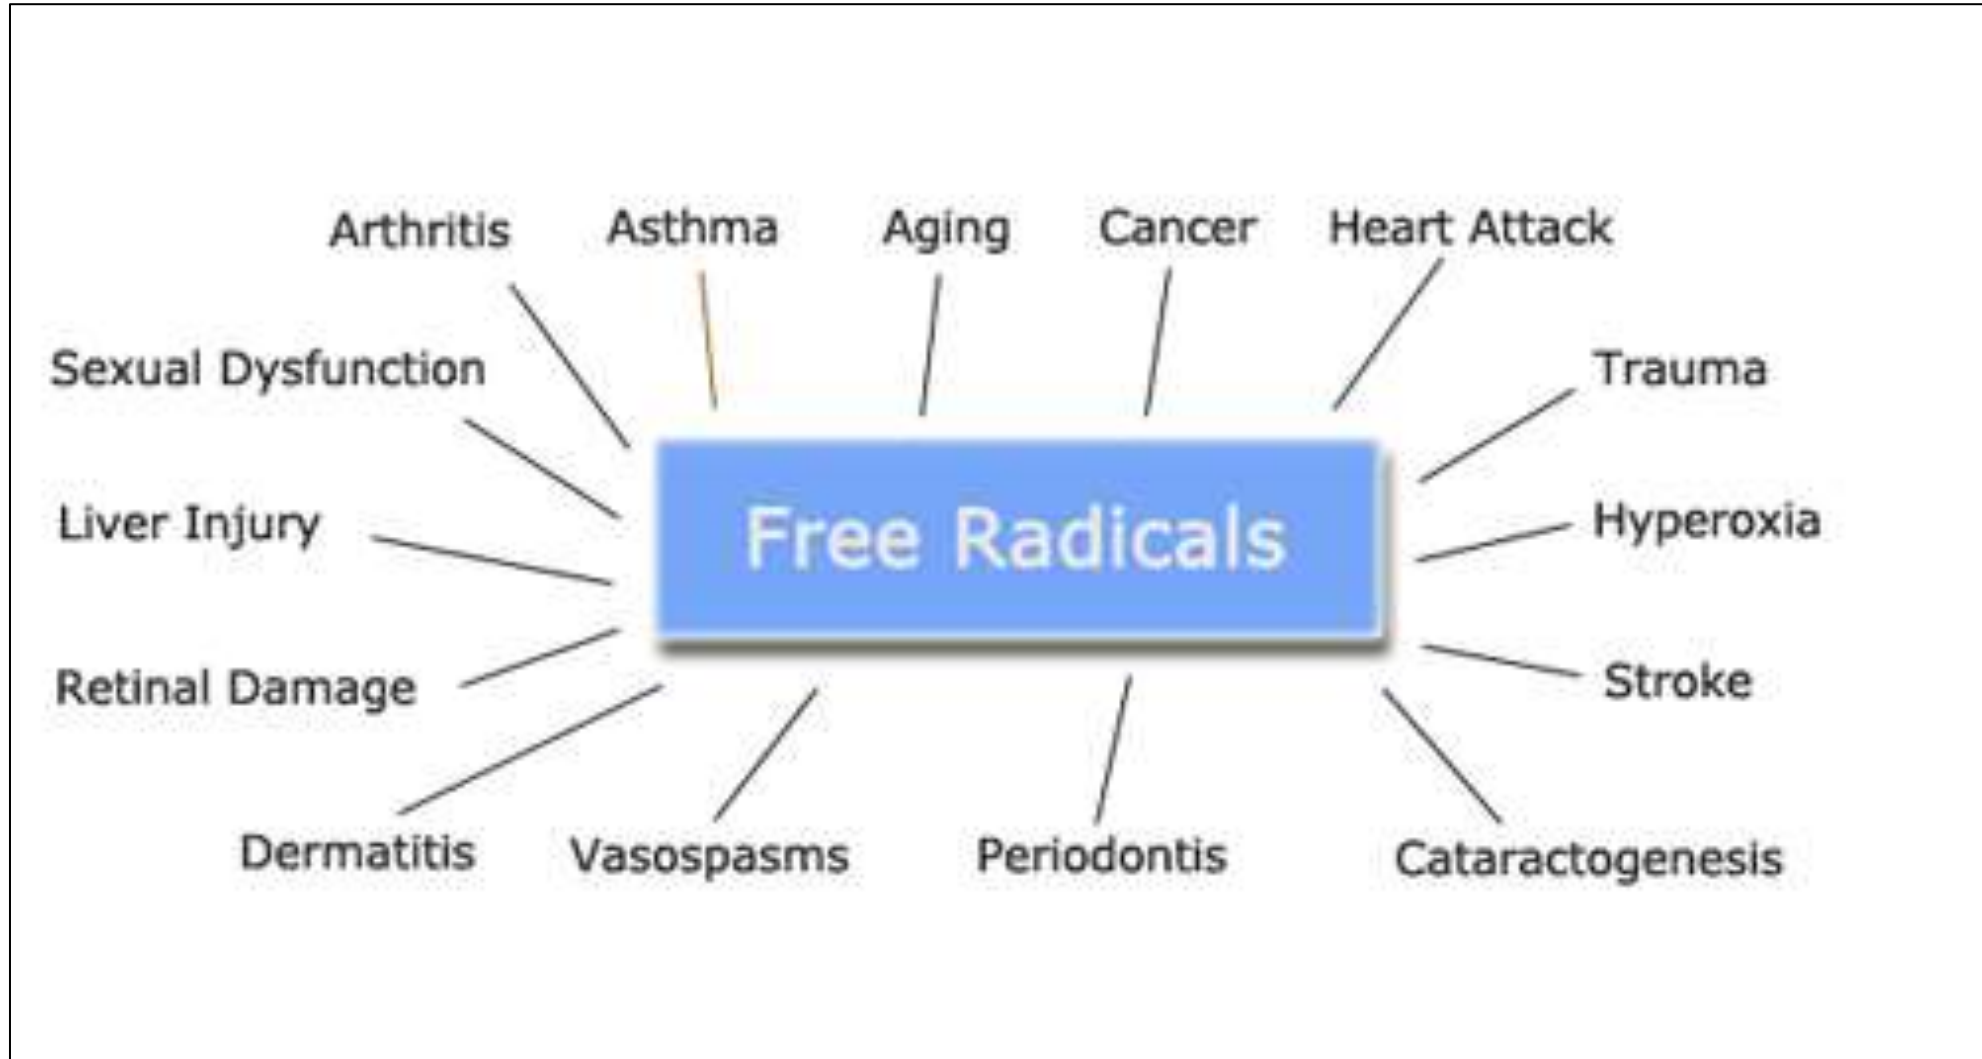 Arthritis Asthma Aging Cancer Heart Attack
Sexual Dysfunction Trauma
Liver Injury Free Radicals Hyperoxia
Retinal Damage Stroke
Dermatitis Vasospasms Periodontis Cataractogenesis